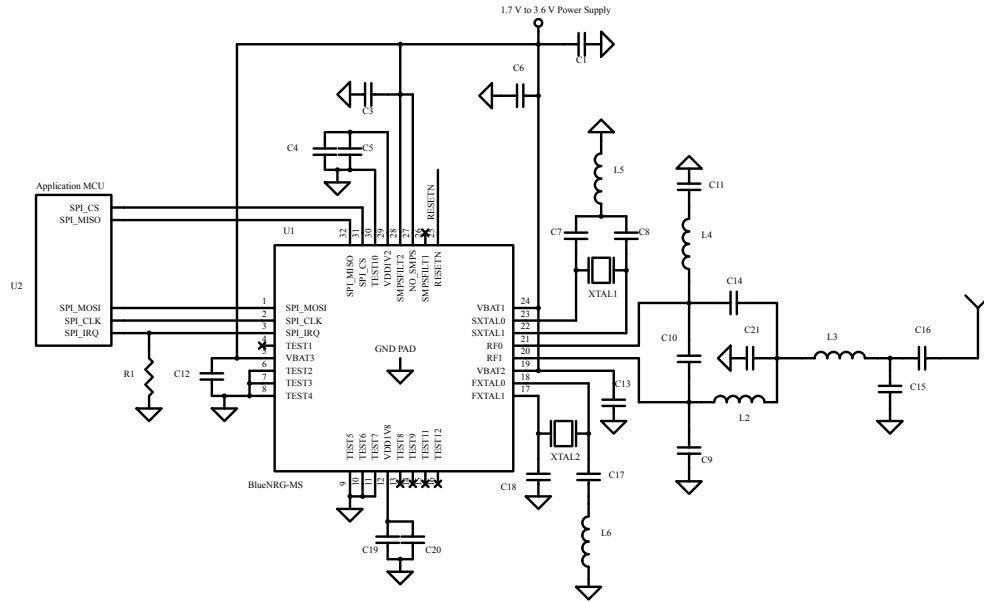 1.7 V to 3.6 V Power Supply
C1
C6
C3
C4
C5
L5
C11
RESETN
Application MCU
SPI_CS
SPI_MISO
U1
32
31
30
29
28
27
26
25
C7
C8
L4
SPI_MISO
SPI_CS
TEST10
VDD1V2
SMPSFILT2
NO_SMPS
SMPSFILT1
RESETN
XTAL1
C14
U2
SPI_MOSI
SPI_CLK
SPI_IRQ
1
2
3
4
5
6
7
8
SPI_MOSI
SPI_CLK
SPI_IRQ
TEST1
VBAT3
TEST2
TEST3
TEST4
GND PAD
VBAT1
SXTAL0
SXTAL1
RF0
RF1
VBAT2
FXTAL0
FXTAL1
24
23
22
21
20
19
18
17
C10
C21
L3
C16
R1
C12
C13
L2
C15
TEST5
TEST6
TEST7
VDD1V8
TEST8
TEST9
TEST11
TEST12
XTAL2
C9
BlueNRG-MS
9
10
11
12
13
C18
C17
C19
C20
L6